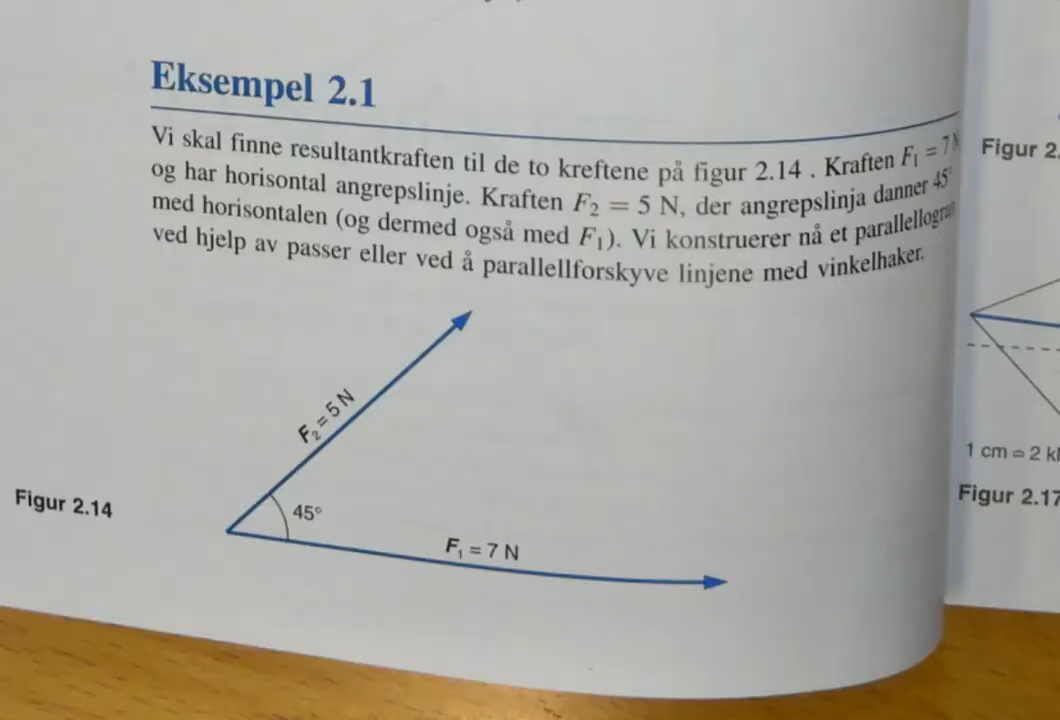 Eksempel 2.1
Vi skal finne resultantkraften til de to kreftene på figur 2.14 . Kraften F₁ = 7 N
og har horisontal angrepslinje. Kraften F₂ = 5 N, der angrepslinja danner 45°
med horisontalen (og dermed også med F₁). Vi konstruerer nå et parallellogram
ved hjelp av passer eller ved å parallellforskyve linjene med vinkelhaker.
F₂ = 5 N
45°
F₁ = 7 N
Figur 2.14
Figur 2.
1 cm ≙ 2 k
Figur 2.17